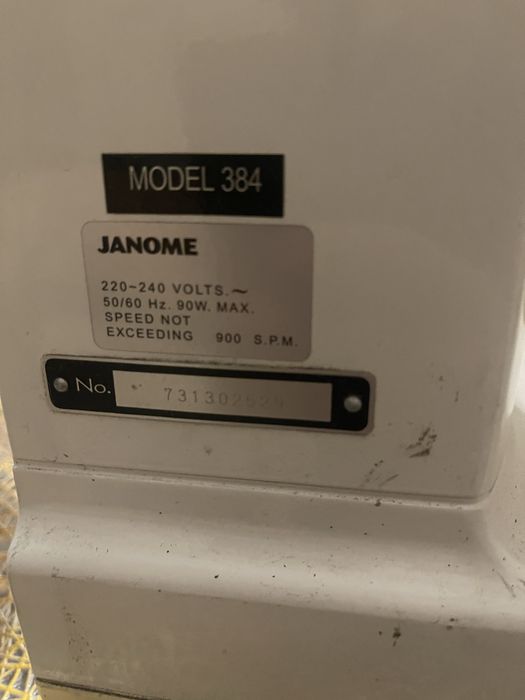 MODEL 384
JANOME
220~240 VOLTS.~
50/60 Hz. 90W. MAX.
SPEED NOT
EXCEEDING 900 S.P.M.
No.